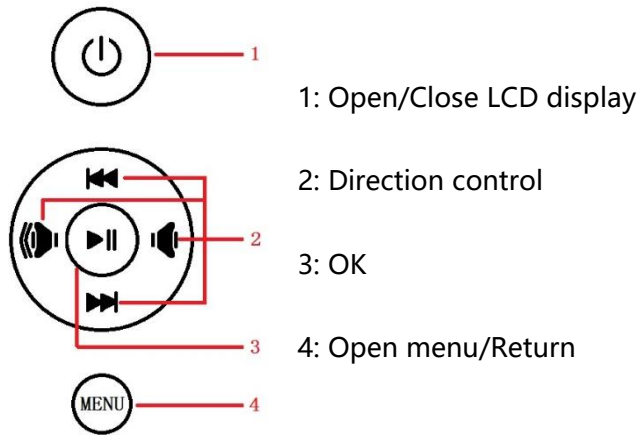 1
1: Open/Close LCD display
2: Direction control
2
3: OK
3
4: Open menu/Return
MENU
4